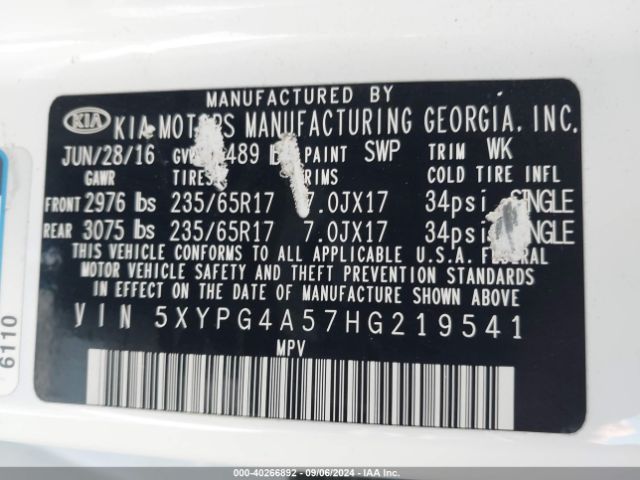 MANUFACTURED BY
KIA KIA MOTORS MANUFACTURING GEORGIA, INC.
JUN/28/16 489 PAINT SWP TRIM WK
GAWR TIRES RIMS COLD TIRE INFL
FRONT 2976 lbs 235/65R17 7.0JX17 34psi SINGLE
REAR 3075 lbs 235/65R17 7.0JX17 34psi SINGLE
THIS VEHICLE CONFORMS TO ALL APPLICABLE U.S.A. FEDERAL
MOTOR VEHICLE SAFETY AND THEFT PREVENTION STANDARDS
IN EFFECT ON THE DATE OF MANUFACTURE SHOWN ABOVE.
VIN 5XYPG4A57HG219541
MPV
6110
000-40266892 - 09/06/2024 - IAA Inc.